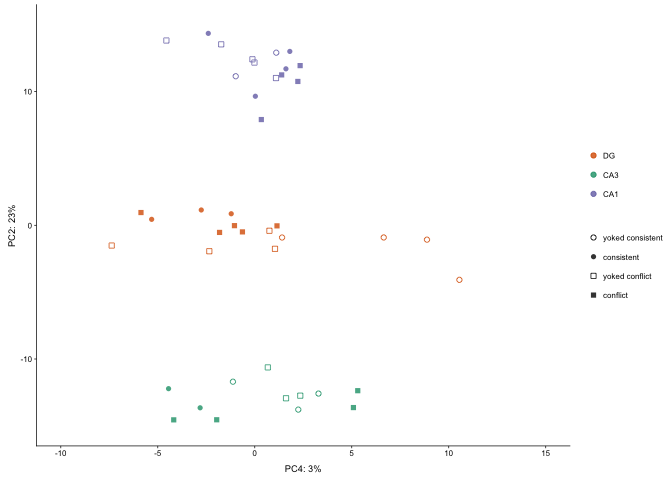 10
0
-10
PC2: 23%
-10
-5
0
5
10
15
PC4: 3%
DG
CA3
CA1
yoked consistent
consistent
yoked conflict
conflict